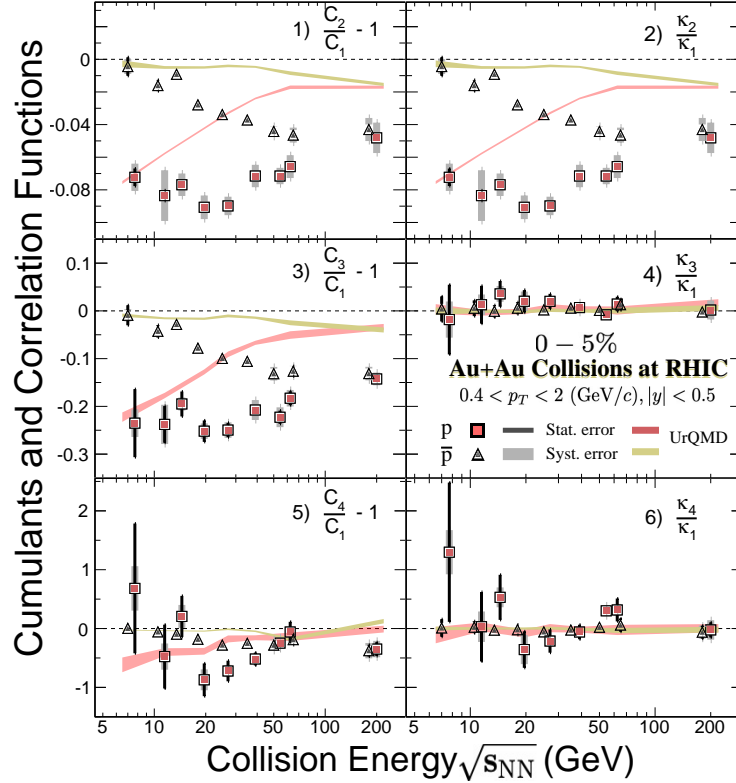 Cumulants and Correlation Functions
1) C2/C1 - 1
2) κ2/κ1
0
-0.04
-0.08
3) C3/C1 - 1
4) κ3/κ1
0.1
0
-0.1
-0.2
-0.3
0 − 5%
Au+Au Collisions at RHIC
0.4 < pT < 2 (GeV/c), |y| < 0.5
p Stat. error UrQMD
p̅ Syst. error
5) C4/C1 - 1
6) κ4/κ1
2
1
0
-1
5 10 20 50 100 200 5 10 20 50 100 200
Collision Energy √sNN (GeV)